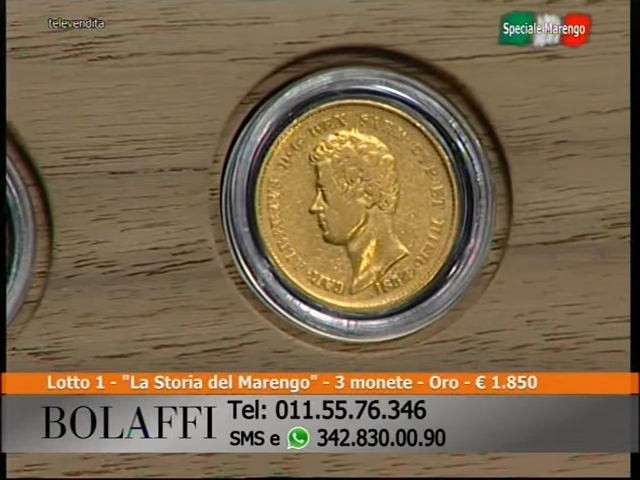 televendita
Speciale Marengo
Lotto 1 - "La Storia del Marengo" - 3 monete - Oro - € 1.850
BOLAFFI
Tel: 011.55.76.346
SMS e 342.830.00.90